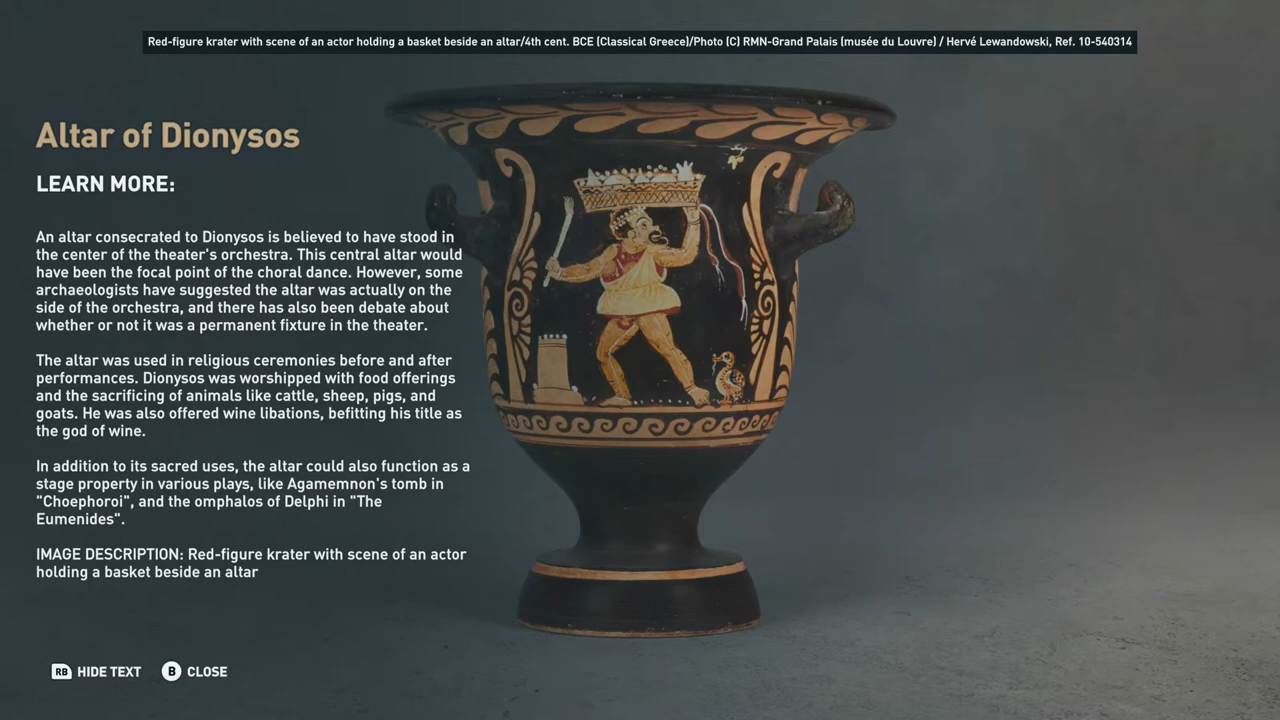 Red-figure krater with scene of an actor holding a basket beside an altar/4th cent. BCE (Classical Greece)/Photo (C) RMN-Grand Palais (musée du Louvre) / Hervé Lewandowski, Ref. 10-540314
Altar of Dionysos
LEARN MORE:
An altar consecrated to Dionysos is believed to have stood in
the center of the theater's orchestra. This central altar would
have been the focal point of the choral dance. However, some
archaeologists have suggested the altar was actually on the
side of the orchestra, and there has also been debate about
whether or not it was a permanent fixture in the theater.
The altar was used in religious ceremonies before and after
performances. Dionysos was worshipped with food offerings
and the sacrificing of animals like cattle, sheep, pigs, and
goats. He was also offered wine libations, befitting his title as
the god of wine.
In addition to its sacred uses, the altar could also function as a
stage property in various plays, like Agamemnon's tomb in
"Choephoroi", and the omphalos of Delphi in "The
Eumenides".
IMAGE DESCRIPTION: Red-figure krater with scene of an actor
holding a basket beside an altar
RB HIDE TEXT B CLOSE